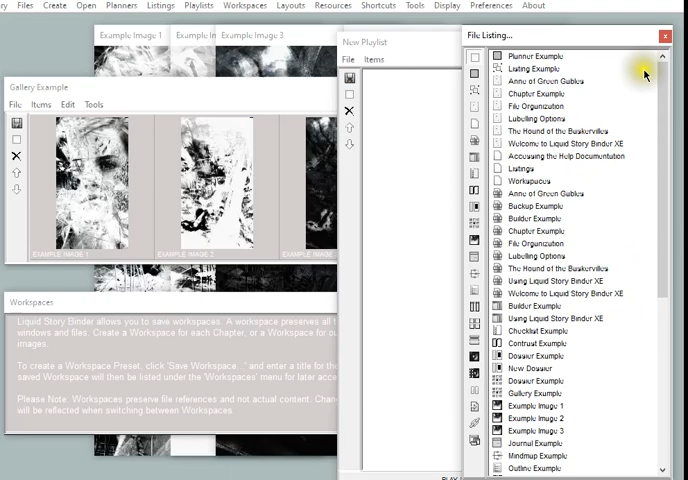 ry Files Create Open Planners Listings Playlists Workspaces Layouts Resources Shortcuts Tools Display Preferences About
Example Image 1
Example In
Example Image 3
New Playlist
File Items
File Listing...
Gallery Example
File Items Edit Tools
EXAMPLE IMAGE 1
EXAMPLE IMAGE 2
Workspaces
Liquid Story Binder allows you to save workspaces. A workspace preserves all t
windows and files. Create a Workspace for each Chapter, or a Workspace for ou
images.
To create a Workspace Preset, click 'Save Workspace...' and enter a title for the
saved Workspace will then be listed under the 'Workspaces' menu for later acce
Please Note: Workspaces preserve file references and not actual content. Chan
will be reflected when switching between Workspaces.
Planner Example
Listing Example
Anne of Green Gables
Chapter Example
File Organization
Labelling Options
The Hound of the Baskervilles
Welcome to Liquid Story Binder XE
Accessing the Help Documentation
Listings
Workspaces
Anne of Green Gables
Backup Example
Builder Example
Chapter Example
File Organization
Labelling Options
The Hound of the Baskervilles
Using Liquid Story Binder XE
Welcome to Liquid Story Binder XE
Builder Example
Using Liquid Story Binder XE
Checklist Example
Contrast Example
Dossier Example
New Dossier
Dossier Example
Gallery Example
Example Image 1
Example Image 2
Example Image 3
Journal Example
Mindmap Example
Outline Example